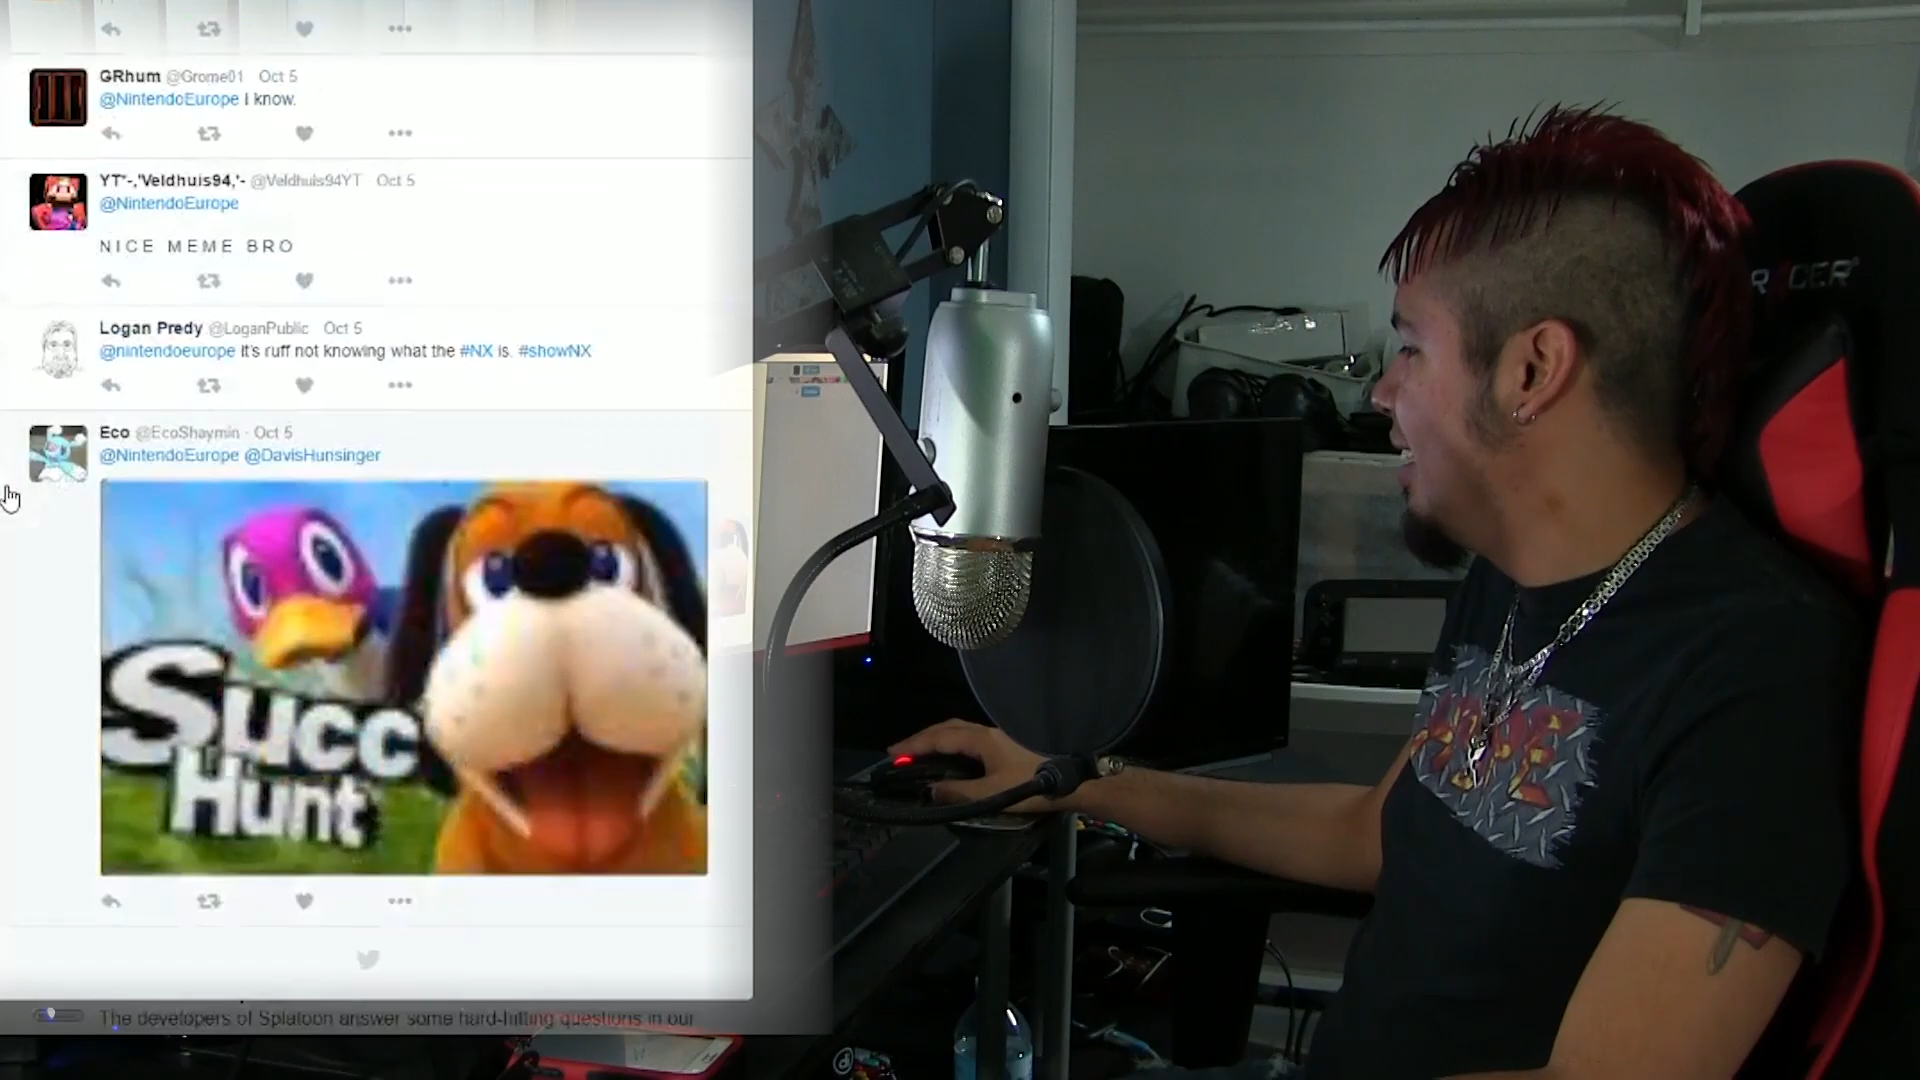 GRhum @Grome01 Oct 5
@NintendoEurope I know.
YT*-,'Veldhuis94,'- @Veldhuis94YT Oct 5
@NintendoEurope
NICE MEME BRO
Logan Predy @LoganPublic Oct 5
@nintendoeurope it's ruff not knowing what the #NX is. #showNX
Eco @EcoShaymin · Oct 5
@NintendoEurope @DavisHunsinger
Succ
Hunt
The developers of Splatoon answer some hard-hitting questions in our